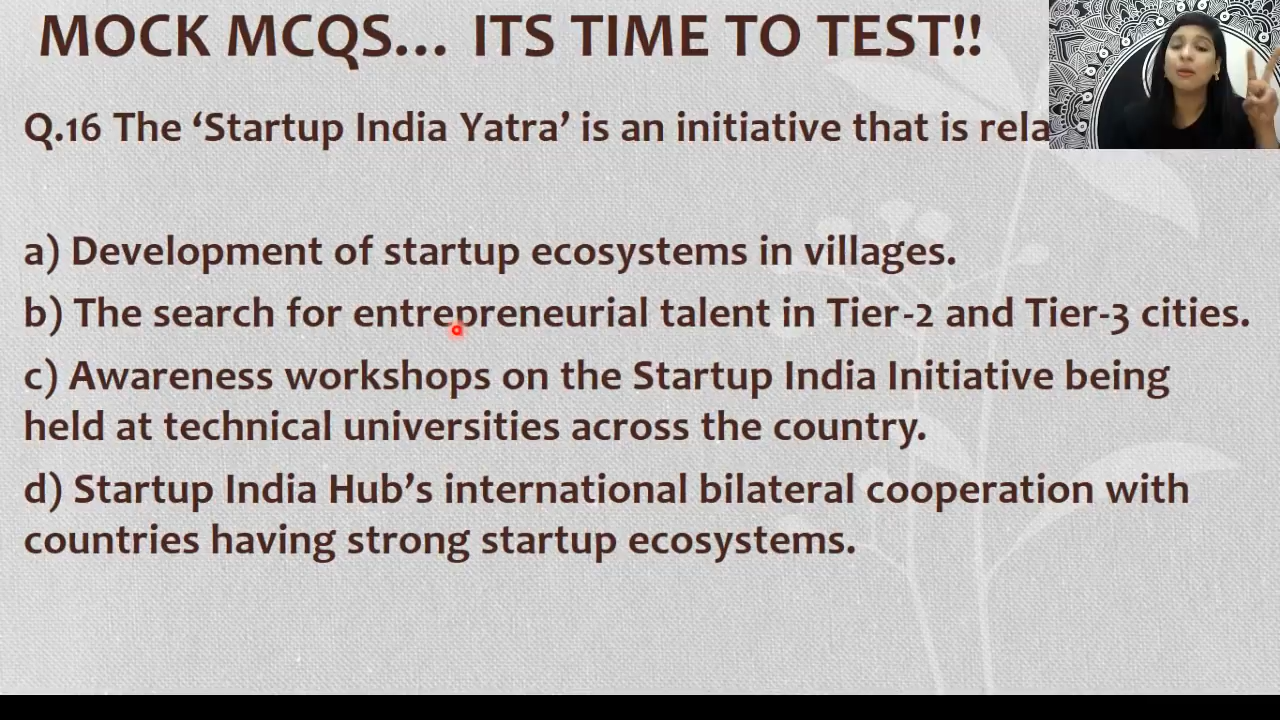 MOCK MCQS... ITS TIME TO TEST!!
Q.16 The ‘Startup India Yatra’ is an initiative that is
a) Development of startup ecosystems in villages.
b) The search for entrepreneurial talent in Tier-2 and Tier-3 cities.
c) Awareness workshops on the Startup India Initiative being
held at technical universities across the country.
d) Startup India Hub’s international bilateral cooperation with
countries having strong startup ecosystems.